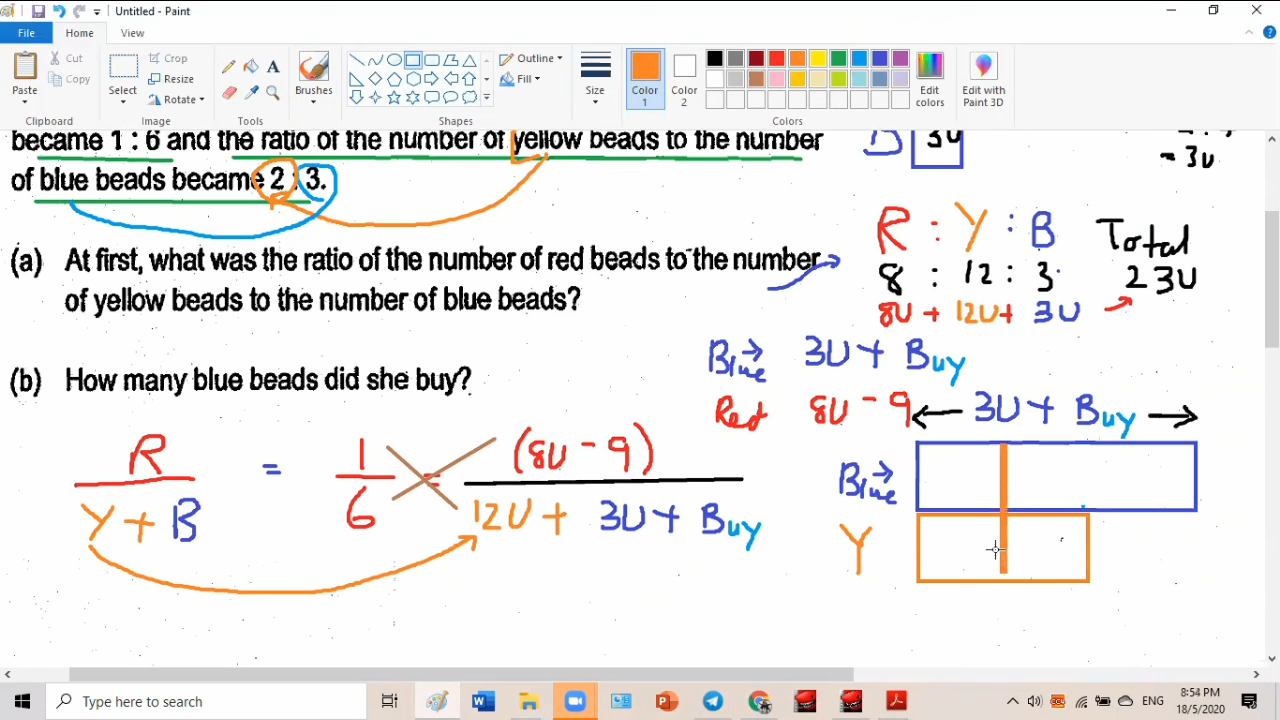 Untitled - Paint
File
Home
View
Cut
Copy
Paste
Crop
Resize
Rotate
Select
A
Brushes
Outline
Fill
Size
Color 1
Color 2
Edit colors
Edit with Paint 3D
Clipboard
Image
Tools
Shapes
Colors
became 1 : 6 and the ratio of the number of yellow beads to the number
of blue beads became 2 : 3.
B 3U
= 3U
R : Y : B Total
8 : 12 : 3 23U
8U + 12U + 3U
(a) At first, what was the ratio of the number of red beads to the number
of yellow beads to the number of blue beads?
Blue → 3U + Buy
(b) How many blue beads did she buy?
Red 8U - 9
← 3U + Buy →
R = 1 = (8U - 9)
Y + B 6 12U + 3U + Buy
Blue →
Y
Type here to search
ENG
8:54 PM
18/5/2020